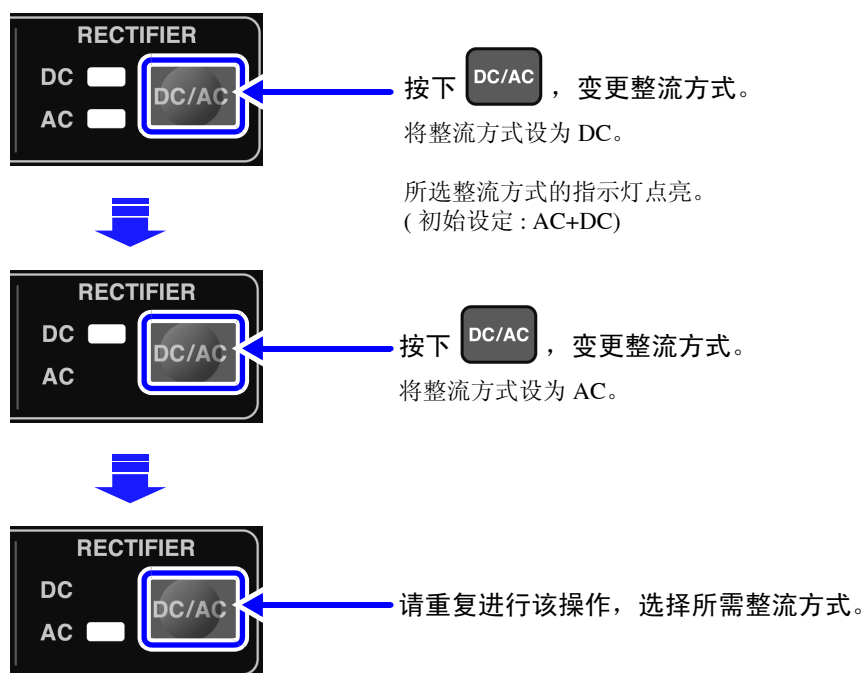 RECTIFIER
DC
AC
DC/AC
按下 DC/AC ，变更整流方式。
将整流方式设为 DC。
所选整流方式的指示灯点亮。
( 初始设定 : AC+DC)
RECTIFIER
DC
AC
DC/AC
按下 DC/AC ，变更整流方式。
将整流方式设为 AC。
RECTIFIER
DC
AC
DC/AC
请重复进行该操作，选择所需整流方式。